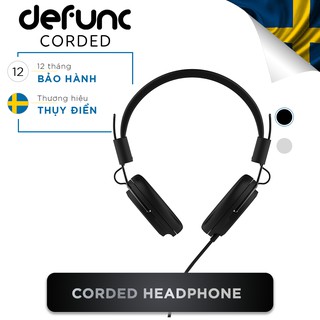 defunc
CORDED
12
12 tháng
BẢO HÀNH
Thương hiệu
THỤY ĐIỂN
CORDED HEADPHONE